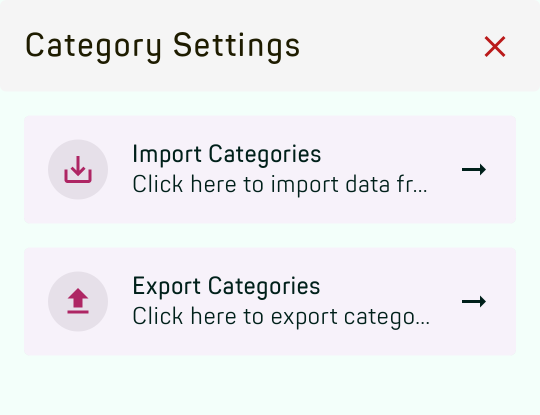 Category Settings
Import Categories
Click here to import data fr...
Export Categories
Click here to export catego...